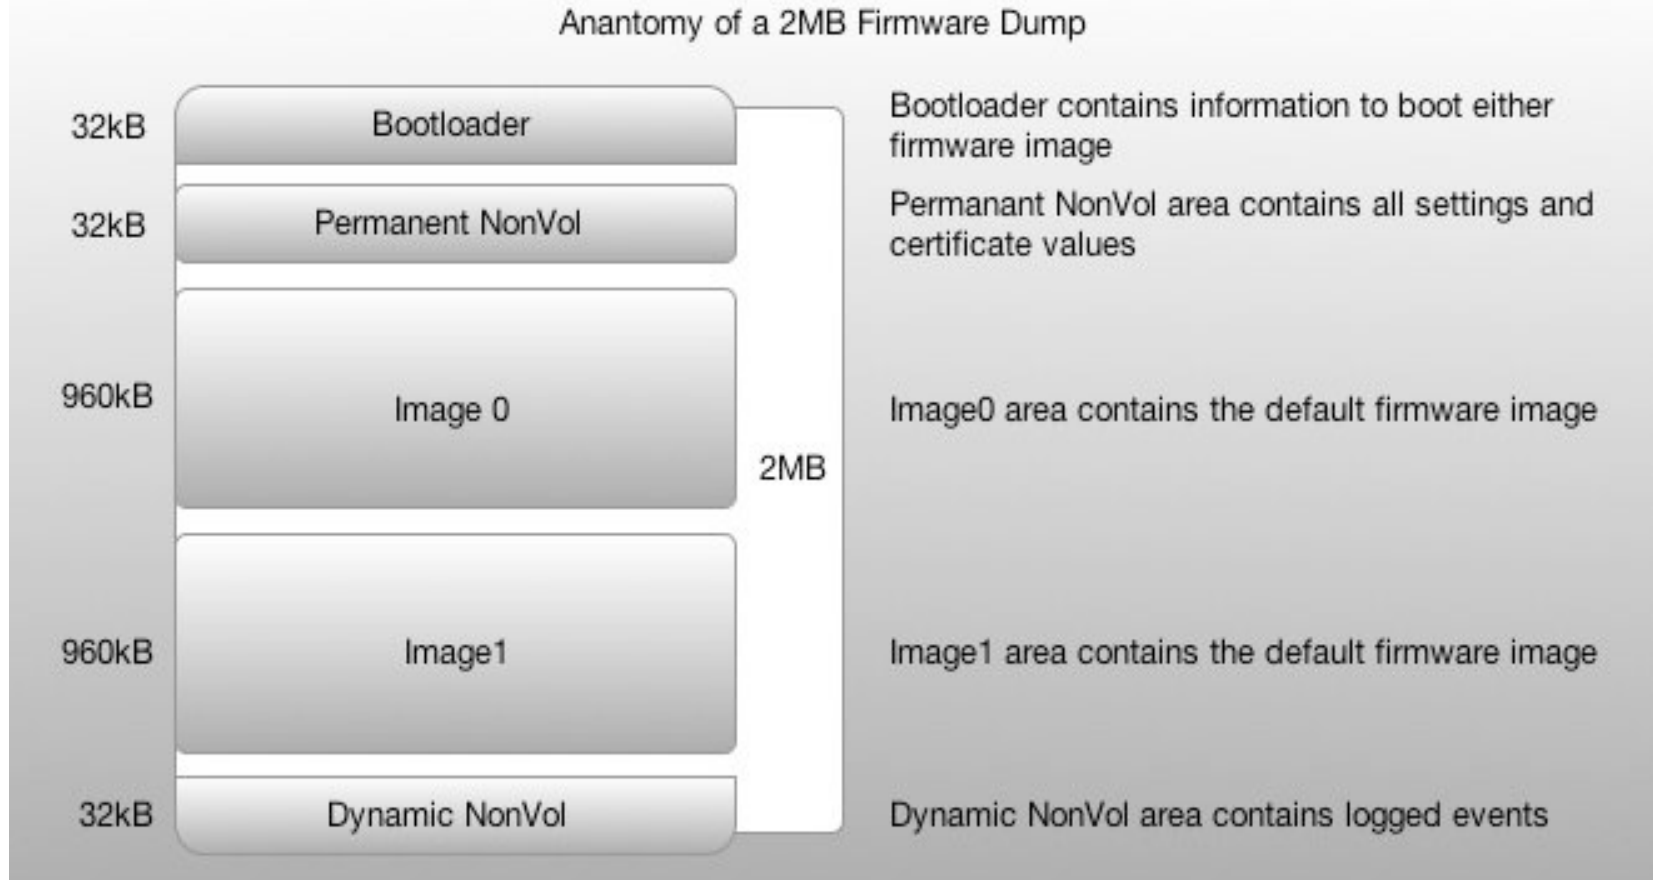 Anantomy of a 2MB Firmware Dump
32kB
Bootloader
Bootloader contains information to boot either
firmware image
32kB
Permanent NonVol
Permanant NonVol area contains all settings and
certificate values
960kB
Image 0
Image0 area contains the default firmware image
2MB
960kB
Image1
Image1 area contains the default firmware image
32kB
Dynamic NonVol
Dynamic NonVol area contains logged events